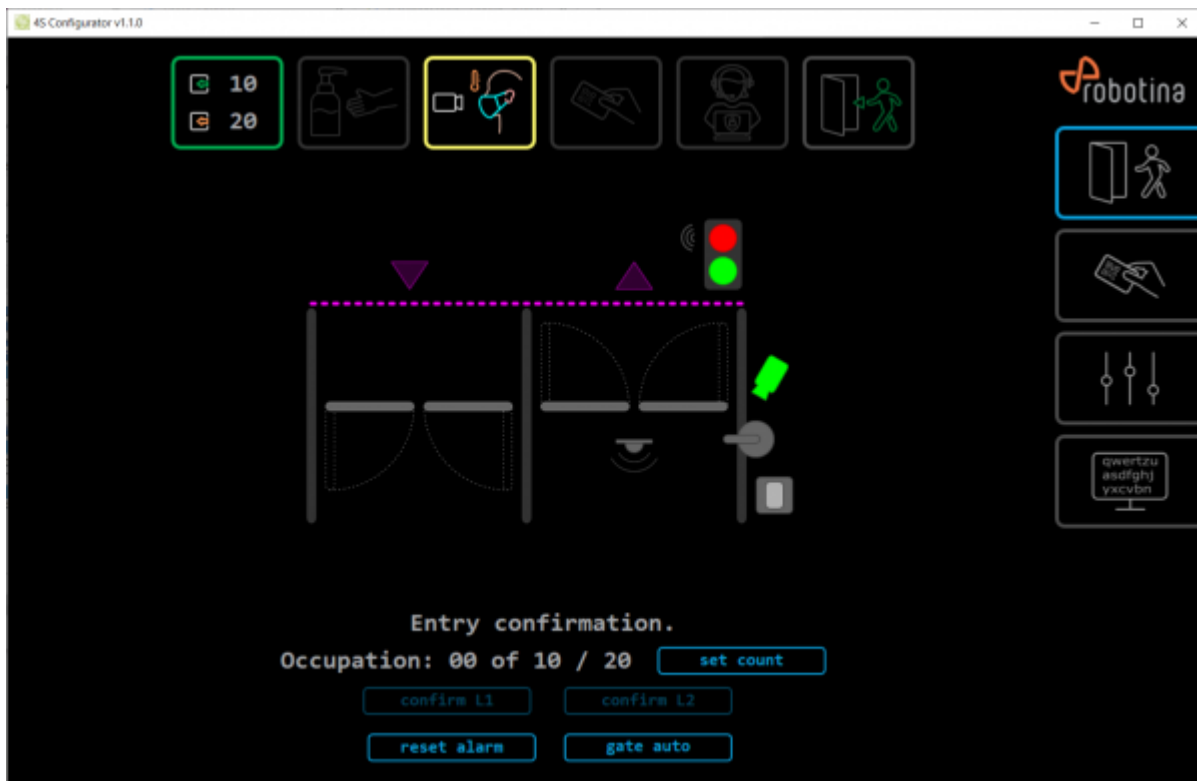 4S Configurator v1.1.0
10
20
robotina
qwertzu
asdfghj
yxcvbn
Entry confirmation.
Occupation: 00 of 10 / 20 set count
confirm L1 confirm L2
reset alarm gate auto